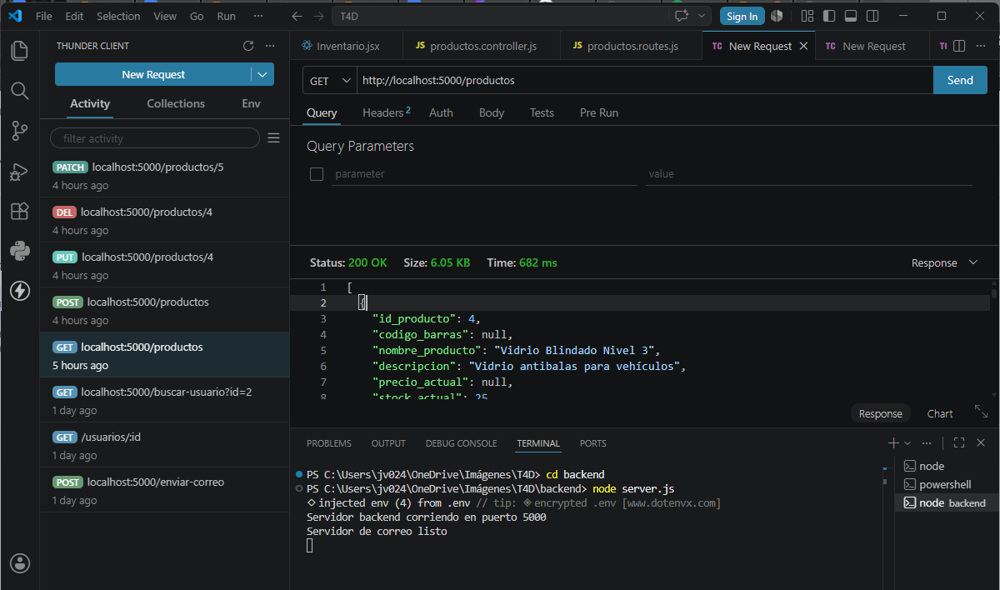 File Edit Selection View Go Run ··· T4D Sign In
THUNDER CLIENT
New Request
Activity Collections Env
filter activity
PATCH localhost:5000/productos/5
4 hours ago
DEL localhost:5000/productos/4
4 hours ago
PUT localhost:5000/productos/4
4 hours ago
POST localhost:5000/productos
4 hours ago
GET localhost:5000/productos
5 hours ago
GET localhost:5000/buscar-usuario?id=2
1 day ago
GET /usuarios/:id
1 day ago
POST localhost:5000/enviar-correo
1 day ago
Inventario.jsx JS productos.controller.js JS productos.routes.js TC New Request TC New Request
GET http://localhost:5000/productos Send
Query Headers 2 Auth Body Tests Pre Run
Query Parameters
parameter value
Status: 200 OK Size: 6.05 KB Time: 682 ms Response
1 [
2 {
3 "id_producto": 4,
4 "codigo_barras": null,
5 "nombre_producto": "Vidrio Blindado Nivel 3",
6 "descripcion": "Vidrio antibalas para vehículos",
7 "precio_actual": null,
8 "stock_actual": 25
Response Chart
PROBLEMS OUTPUT DEBUG CONSOLE TERMINAL PORTS
PS C:\Users\jv024\OneDrive\Imágenes\T4D> cd backend
PS C:\Users\jv024\OneDrive\Imágenes\T4D\backend> node server.js
injected env (4) from .env // tip: encrypted .env [www.dotenvx.com]
Servidor backend corriendo en puerto 5000
Servidor de correo listo
node
powershell
node backend